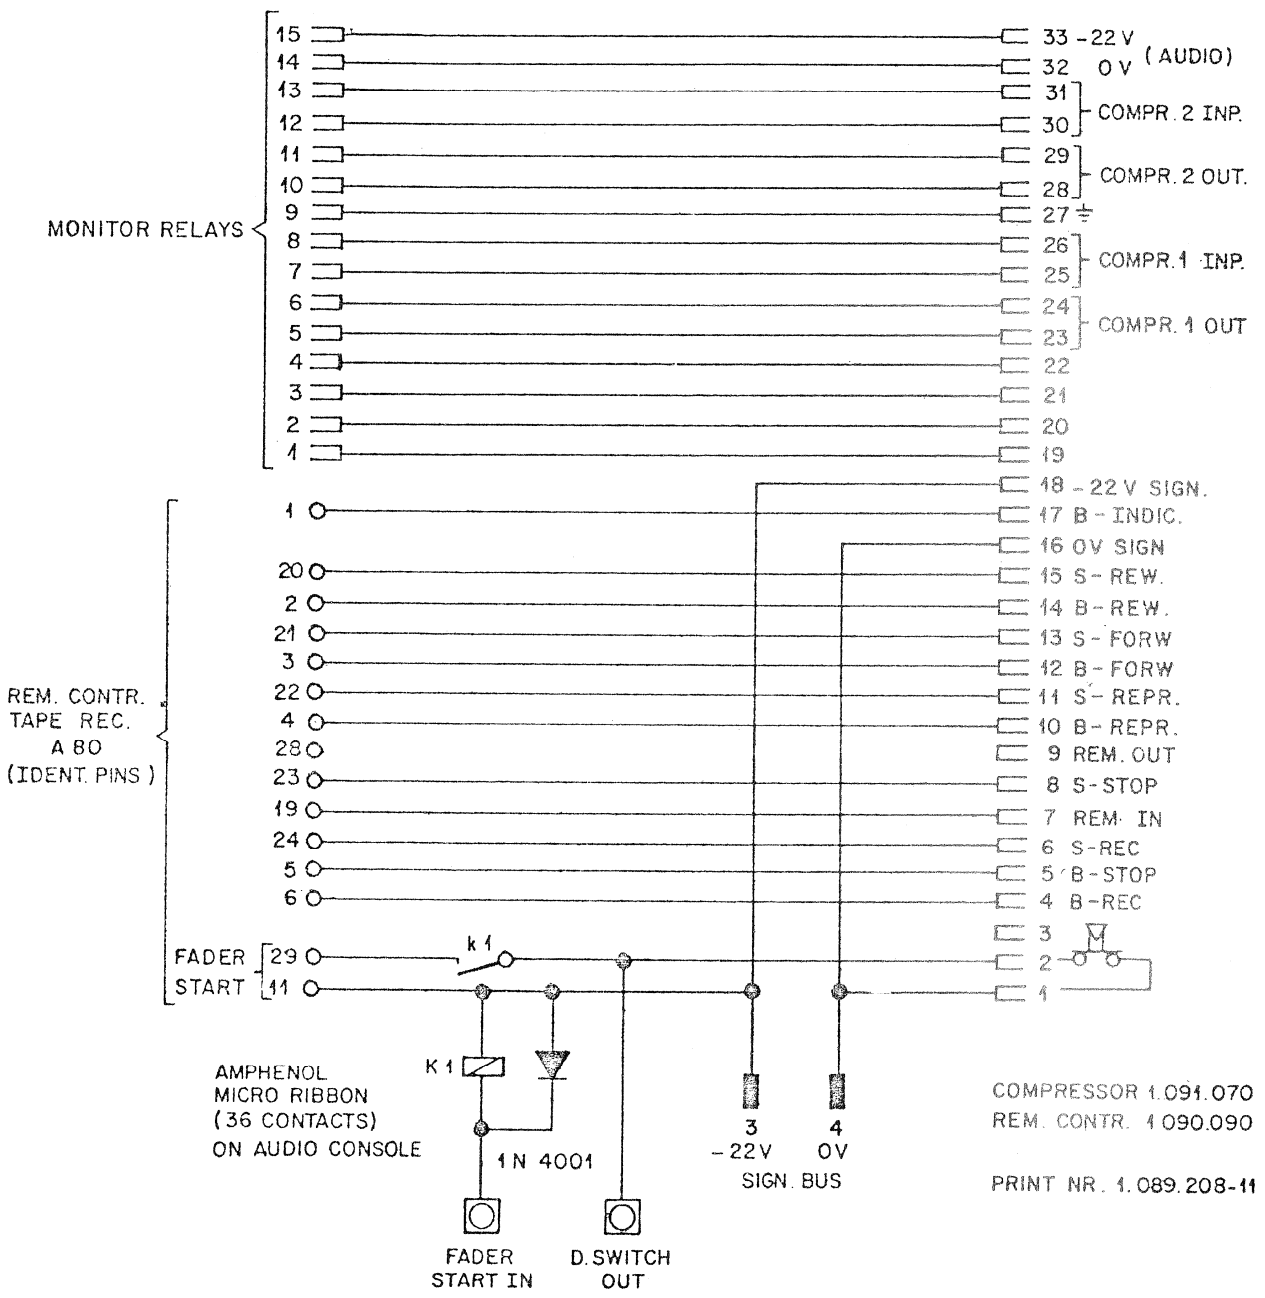 15 33 -22 V
14 32 0 V (AUDIO)
13 31
12 30 COMPR. 2 INP.
11 29
10 28 COMPR. 2 OUT.
9 27
MONITOR RELAYS
8 26
7 25 COMPR.1 INP.
6 24
5 23 COMPR. 1 OUT
4 22
3 21
2 20
1 19
18 -22 V SIGN.
1 17 B-INDIC.
16 0V SIGN
20 15 S-REW.
2 14 B-REW.
21 13 S-FORW
3 12 B-FORW
22 11 S-REPR.
4 10 B-REPR.
28 9 REM. OUT
23 8 S-STOP
19 7 REM. IN
24 6 S-REC
5 5 B-STOP
6 4 B-REC
REM. CONTR.
TAPE REC.
A 80
(IDENT. PINS)
3
FADER
START
29 k1 2
11 1
K1
AMPHENOL
MICRO RIBBON
(36 CONTACTS)
ON AUDIO CONSOLE
1N 4001
3 4
-22V 0V
SIGN. BUS
FADER
START IN
D.SWITCH
OUT
COMPRESSOR 1.091.070
REM. CONTR. 1090.090
PRINT NR. 1.089.208-11